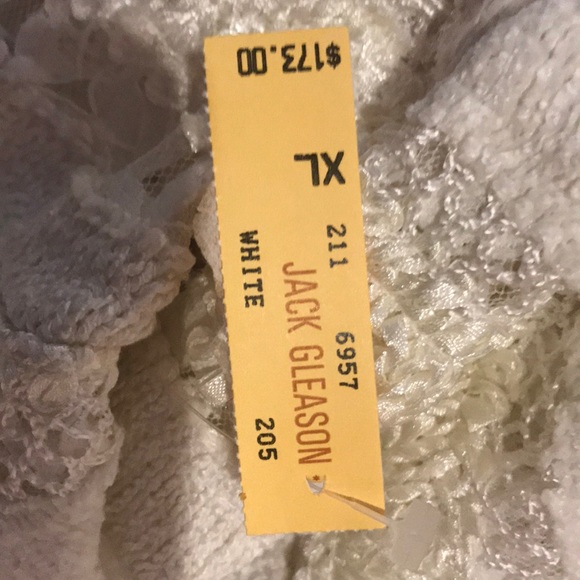 211 6957
JACK GLEASON
WHITE 205
XL
$173.00